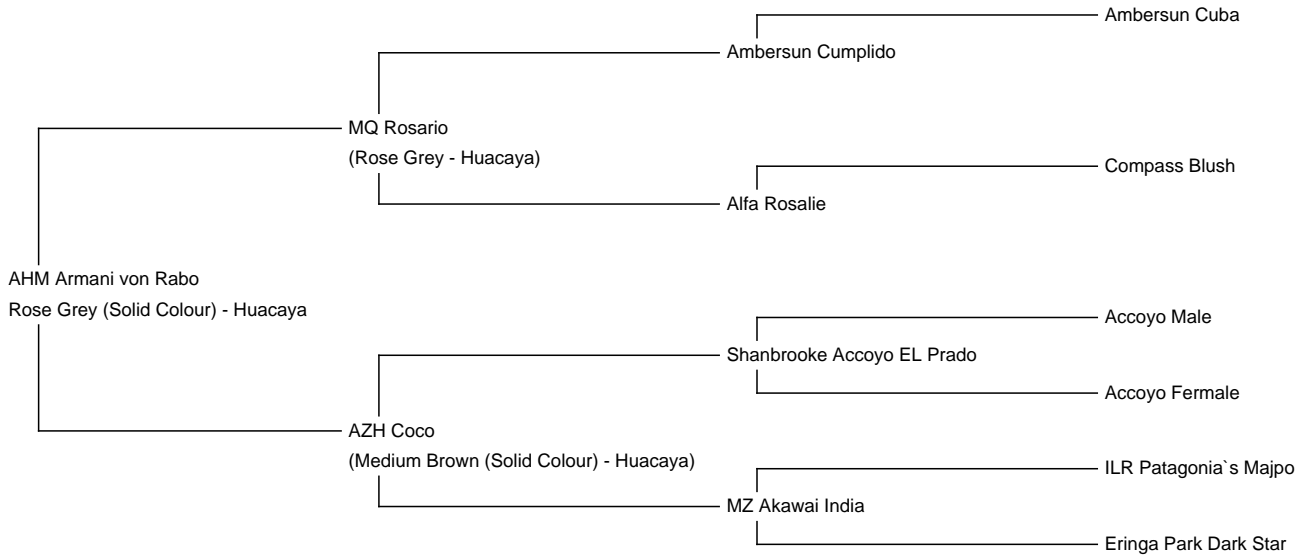 Ambersun Cuba
Ambersun Cumplido
MQ Rosario
(Rose Grey - Huacaya)
Compass Blush
Alfa Rosalie
AHM Armani von Rabo
Rose Grey (Solid Colour) - Huacaya
Accoyo Male
Shanbrooke Accoyo EL Prado
Accoyo Fermale
AZH Coco
(Medium Brown (Solid Colour) - Huacaya)
ILR Patagonia`s Majpo
MZ Akawai India
Eringa Park Dark Star